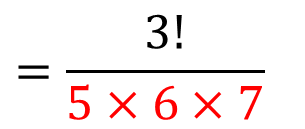 = 3! / 5 × 6 × 7